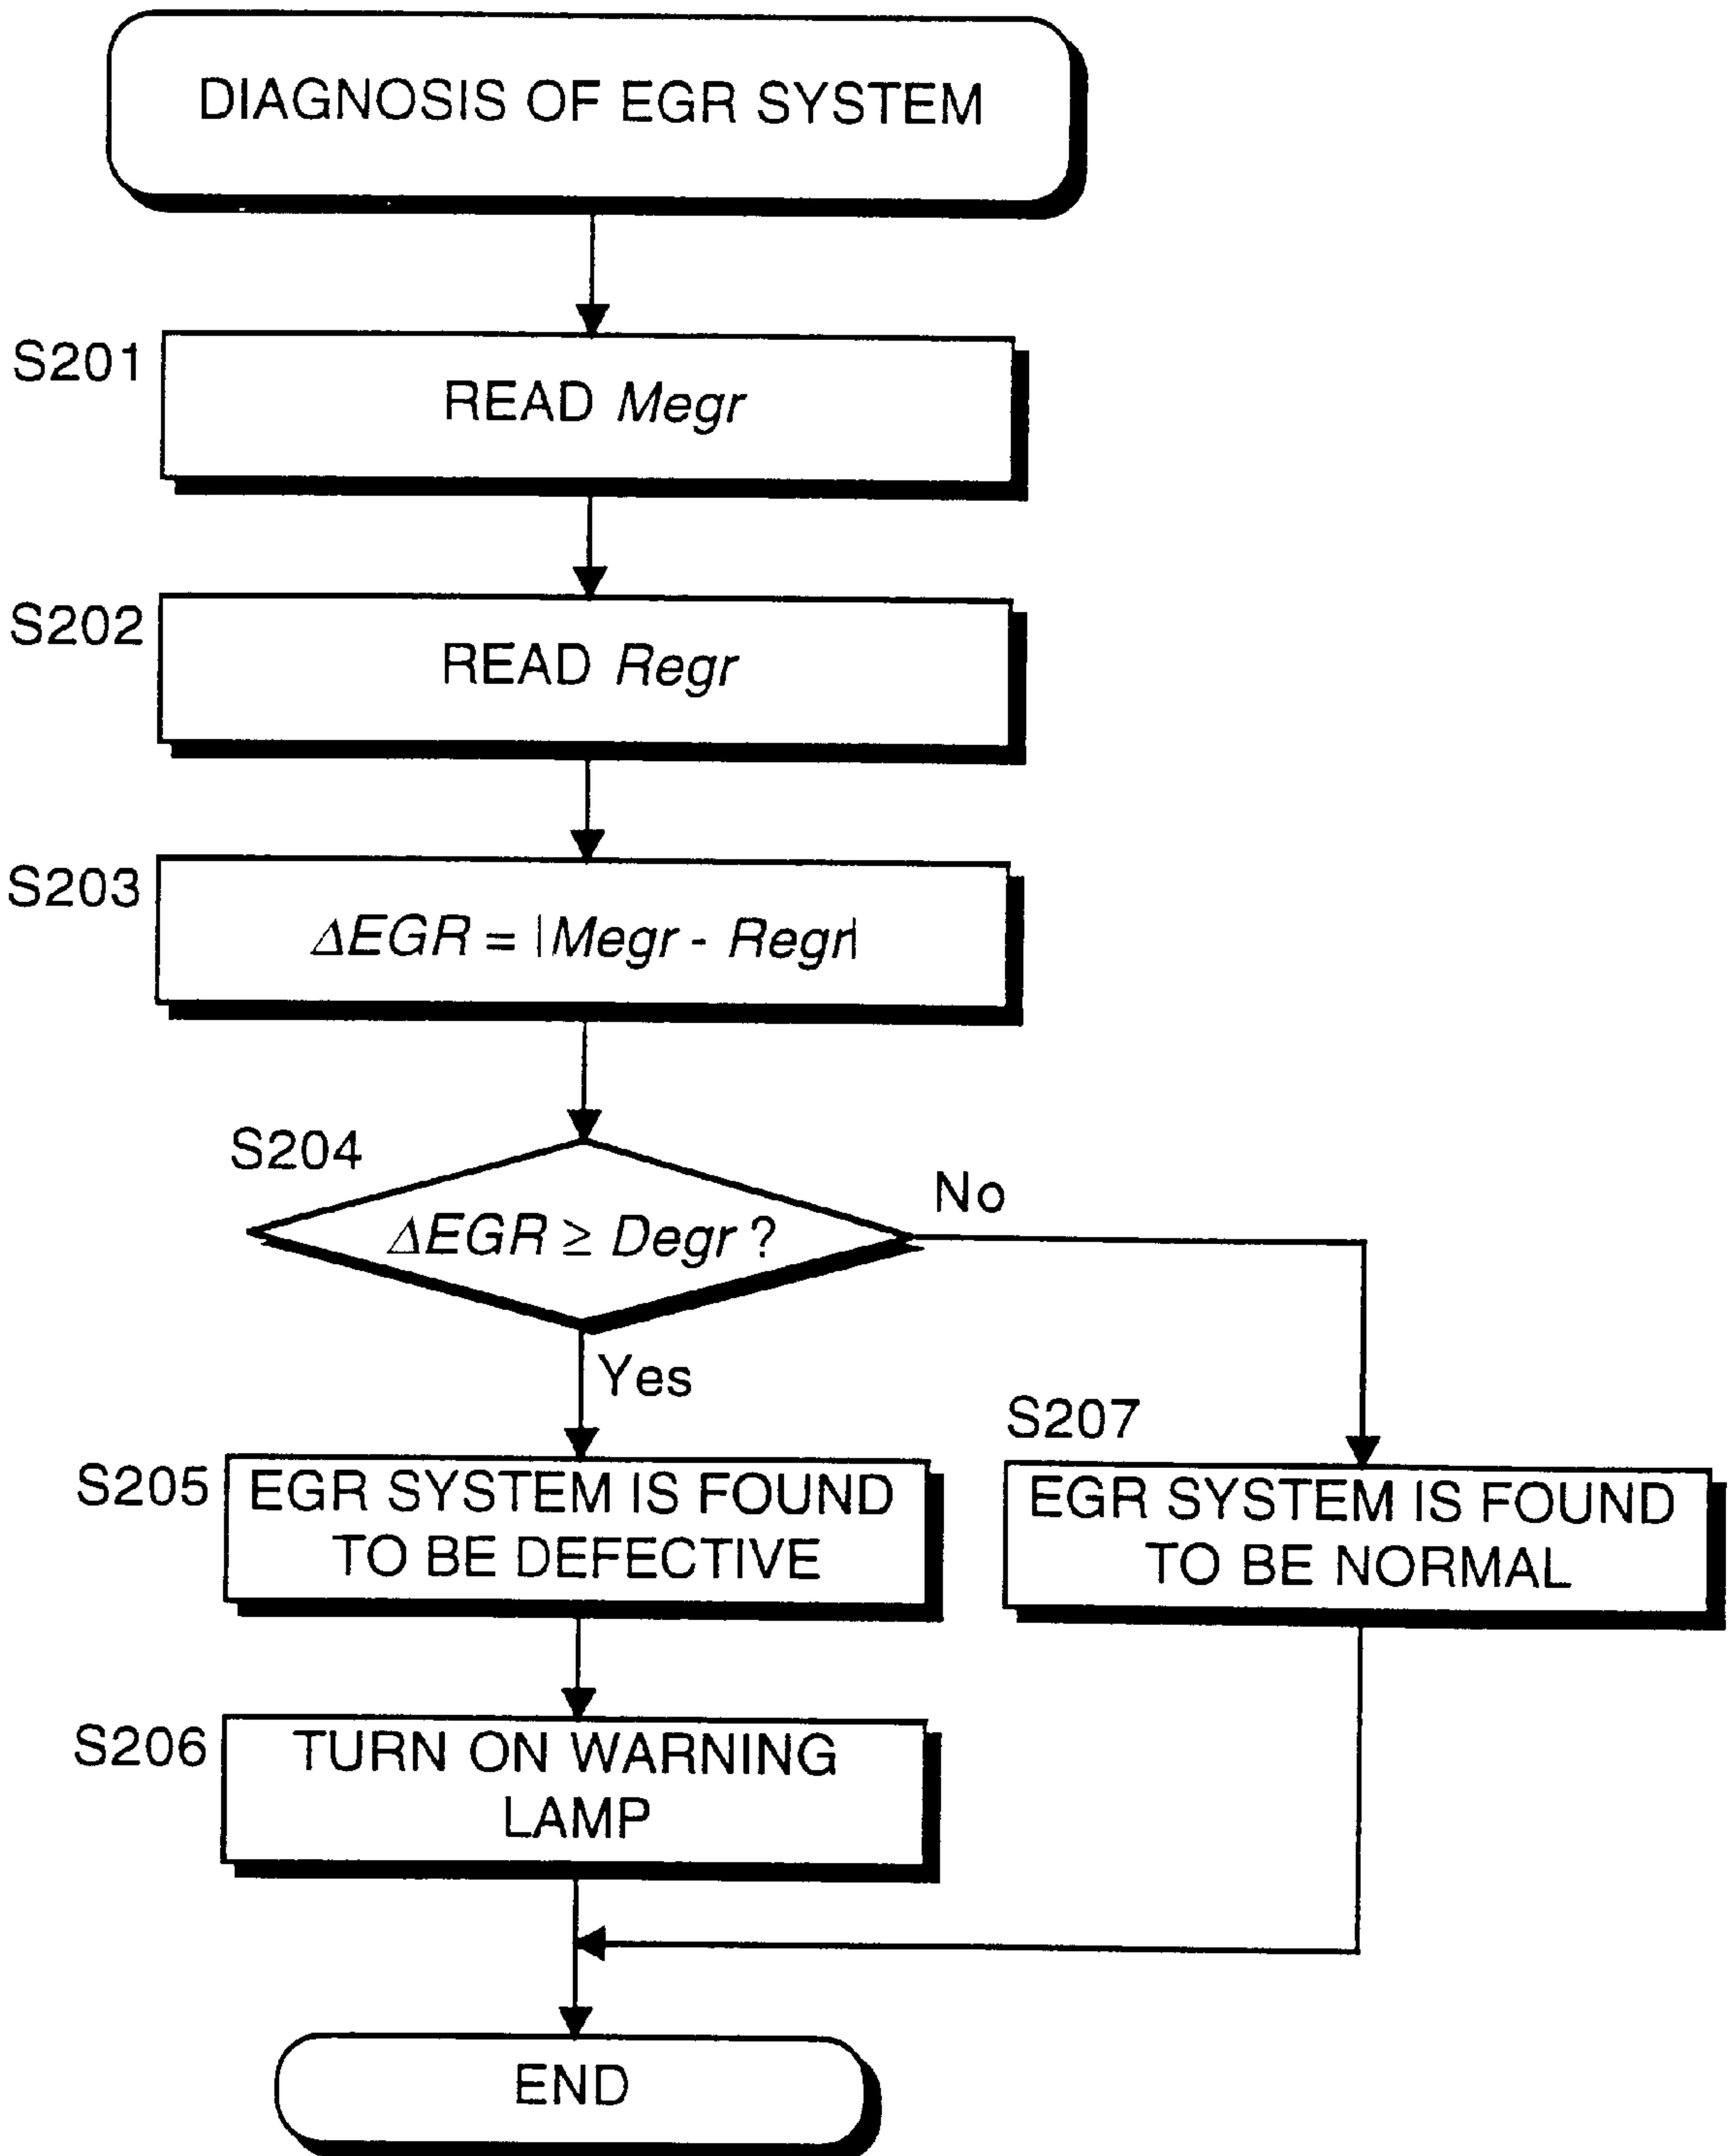 DIAGNOSIS OF EGR SYSTEM
S201
READ Megr
S202
READ Regr
S203
ΔEGR = |Megr - Regr|
S204
ΔEGR ≥ Degr ?
No
Yes
S205
EGR SYSTEM IS FOUND
TO BE DEFECTIVE
S207
EGR SYSTEM IS FOUND
TO BE NORMAL
S206
TURN ON WARNING
LAMP
END